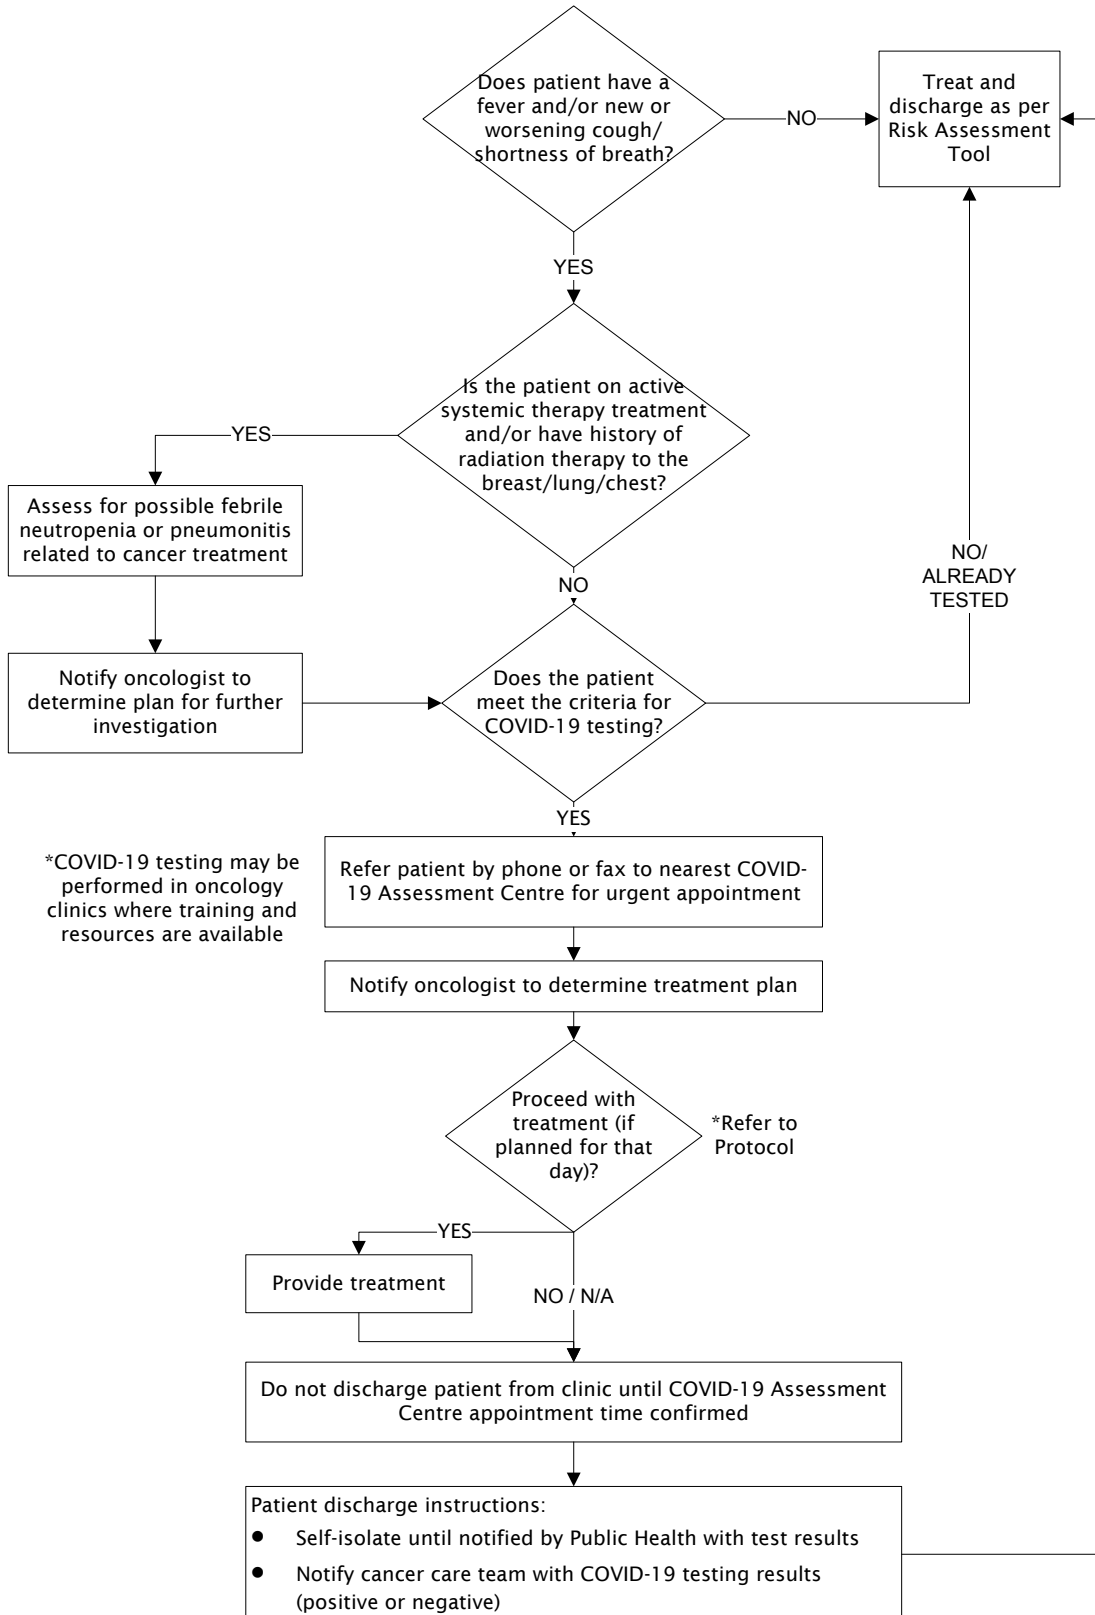 Does patient have a
fever and/or new or
worsening cough/
shortness of breath?
NO
Treat and
discharge as per
Risk Assessment
Tool
YES
Is the patient on active
systemic therapy treatment
and/or have history of
radiation therapy to the
breast/lung/chest?
YES
Assess for possible febrile
neutropenia or pneumonitis
related to cancer treatment
NO
NO/
ALREADY
TESTED
Notify oncologist to
determine plan for further
investigation
Does the patient
meet the criteria for
COVID-19 testing?
YES
*COVID-19 testing may be
performed in oncology
clinics where training and
resources are available
Refer patient by phone or fax to nearest COVID-
19 Assessment Centre for urgent appointment
Notify oncologist to determine treatment plan
Proceed with
treatment (if
planned for that
day)?
*Refer to
Protocol
YES
Provide treatment
NO / N/A
Do not discharge patient from clinic until COVID-19 Assessment
Centre appointment time confirmed
Patient discharge instructions:
● Self-isolate until notified by Public Health with test results
● Notify cancer care team with COVID-19 testing results
(positive or negative)